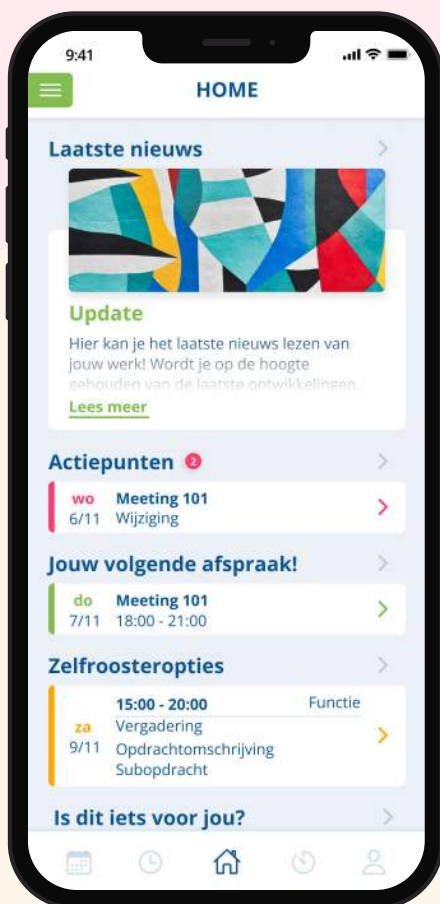 9:41
HOME
Laatste nieuws
Update
Hier kan je het laatste nieuws lezen van
jouw werk! Wordt je op de hoogte
gehouden van de laatste ontwikkelingen.
Lees meer
Actiepunten 2
wo Meeting 101
6/11 Wijziging
Jouw volgende afspraak!
do Meeting 101
7/11 18:00 - 21:00
Zelfroosteropties
15:00 - 20:00 Functie
za Vergadering
9/11 Opdrachtomschrijving
Subopdracht
Is dit iets voor jou?